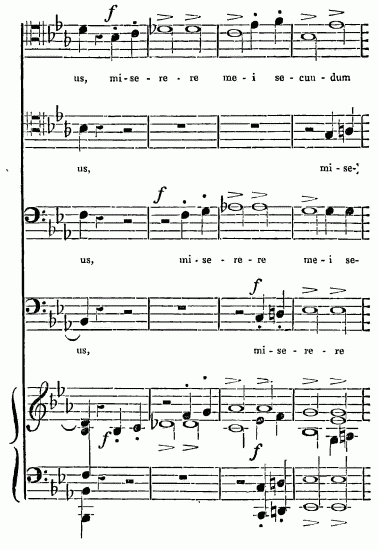 f
us, mi-se-re-re me-i se-cuu-dum
us, mi-se-
f
us, mi-se-re-re me-i se-
f
us, mi-se-re-re
f f